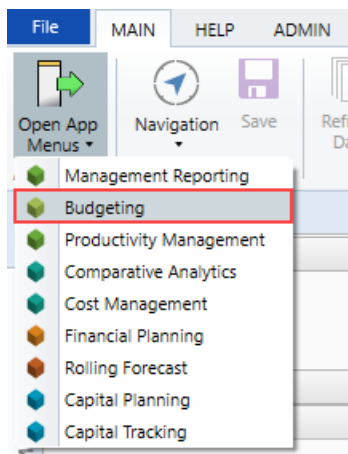 File MAIN HELP ADMIN
Open App Navigation Save
Menus
Management Reporting
Budgeting
Productivity Management
Comparative Analytics
Cost Management
Financial Planning
Rolling Forecast
Capital Planning
Capital Tracking